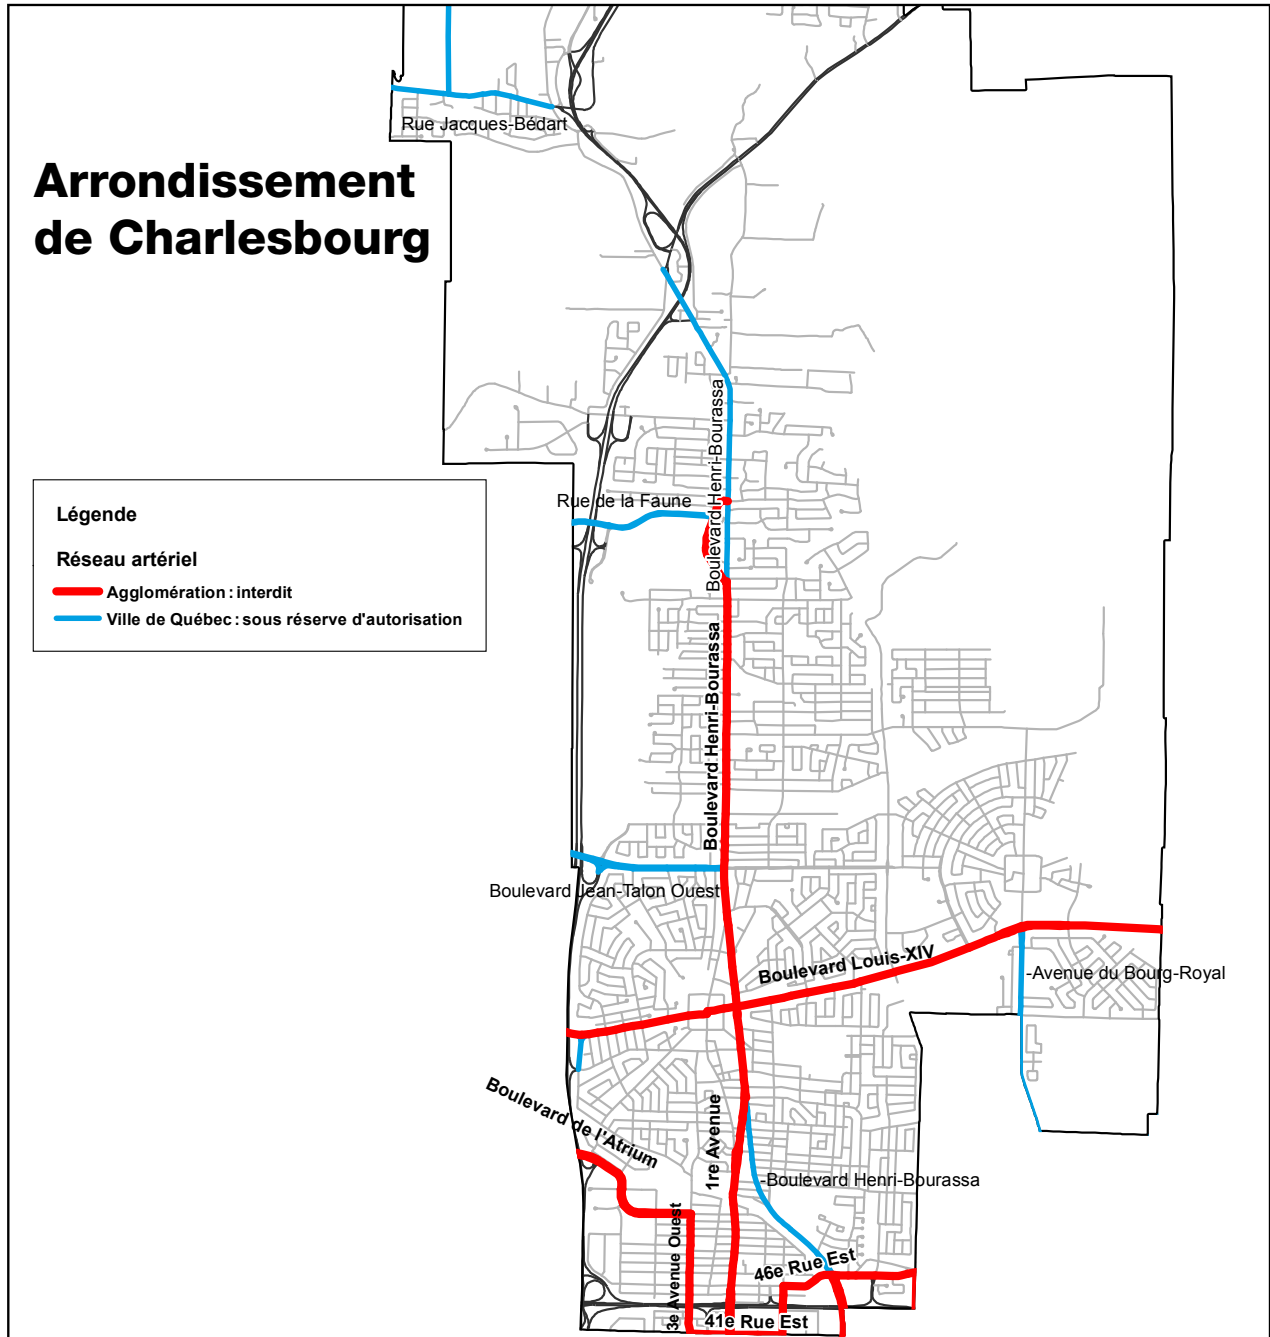 Rue Jacques-Bédart
Arrondissement
de Charlesbourg
Boulevard Henri-Bourassa
Légende
Réseau artériel
Agglomération : interdit
Ville de Québec : sous réserve d'autorisation
Rue de la Faune
Boulevard Henri-Bourassa
Boulevard Jean-Talon Ouest
Boulevard Louis-XIV
-Avenue du Bourg-Royal
Boulevard de l'Atrium
1re Avenue
-Boulevard Henri-Bourassa
3e Avenue Ouest
46e Rue Est
41e Rue Est